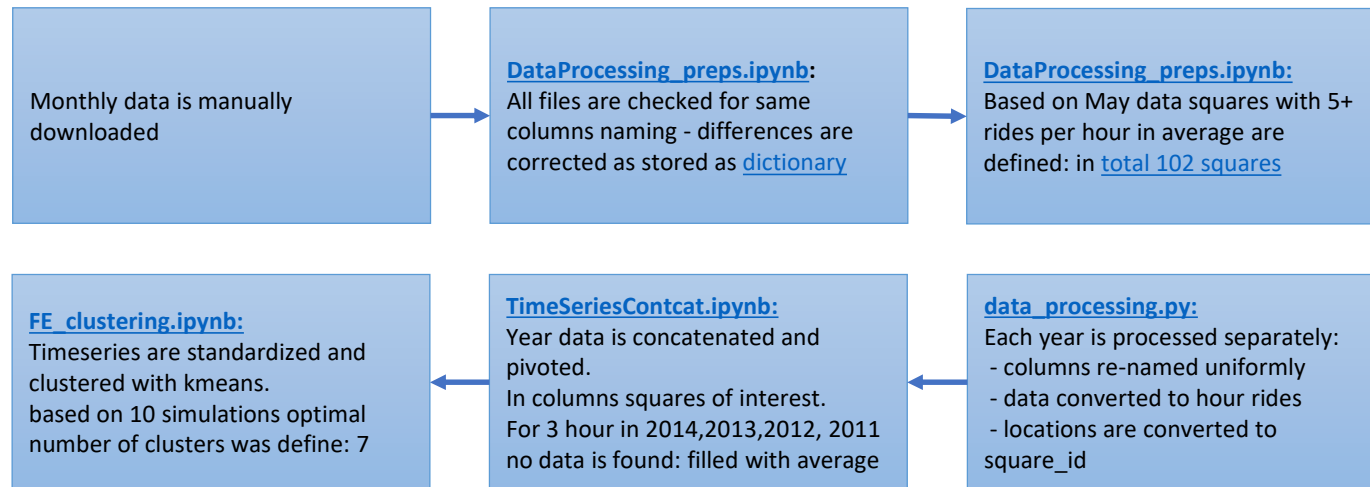 Monthly data is manually
downloaded
DataProcessing_preps.ipynb:
All files are checked for same
columns naming - differences are
corrected as stored as dictionary
DataProcessing_preps.ipynb:
Based on May data squares with 5+
rides per hour in average are
defined: in total 102 squares
data_processing.py:
Each year is processed separately:
- columns re-named uniformly
- data converted to hour rides
- locations are converted to
square_id
TimeSeriesContcat.ipynb:
Year data is concatenated and
pivoted.
In columns squares of interest.
For 3 hour in 2014,2013,2012, 2011
no data is found: filled with average
FE_clustering.ipynb:
Timeseries are standardized and
clustered with kmeans.
based on 10 simulations optimal
number of clusters was define: 7